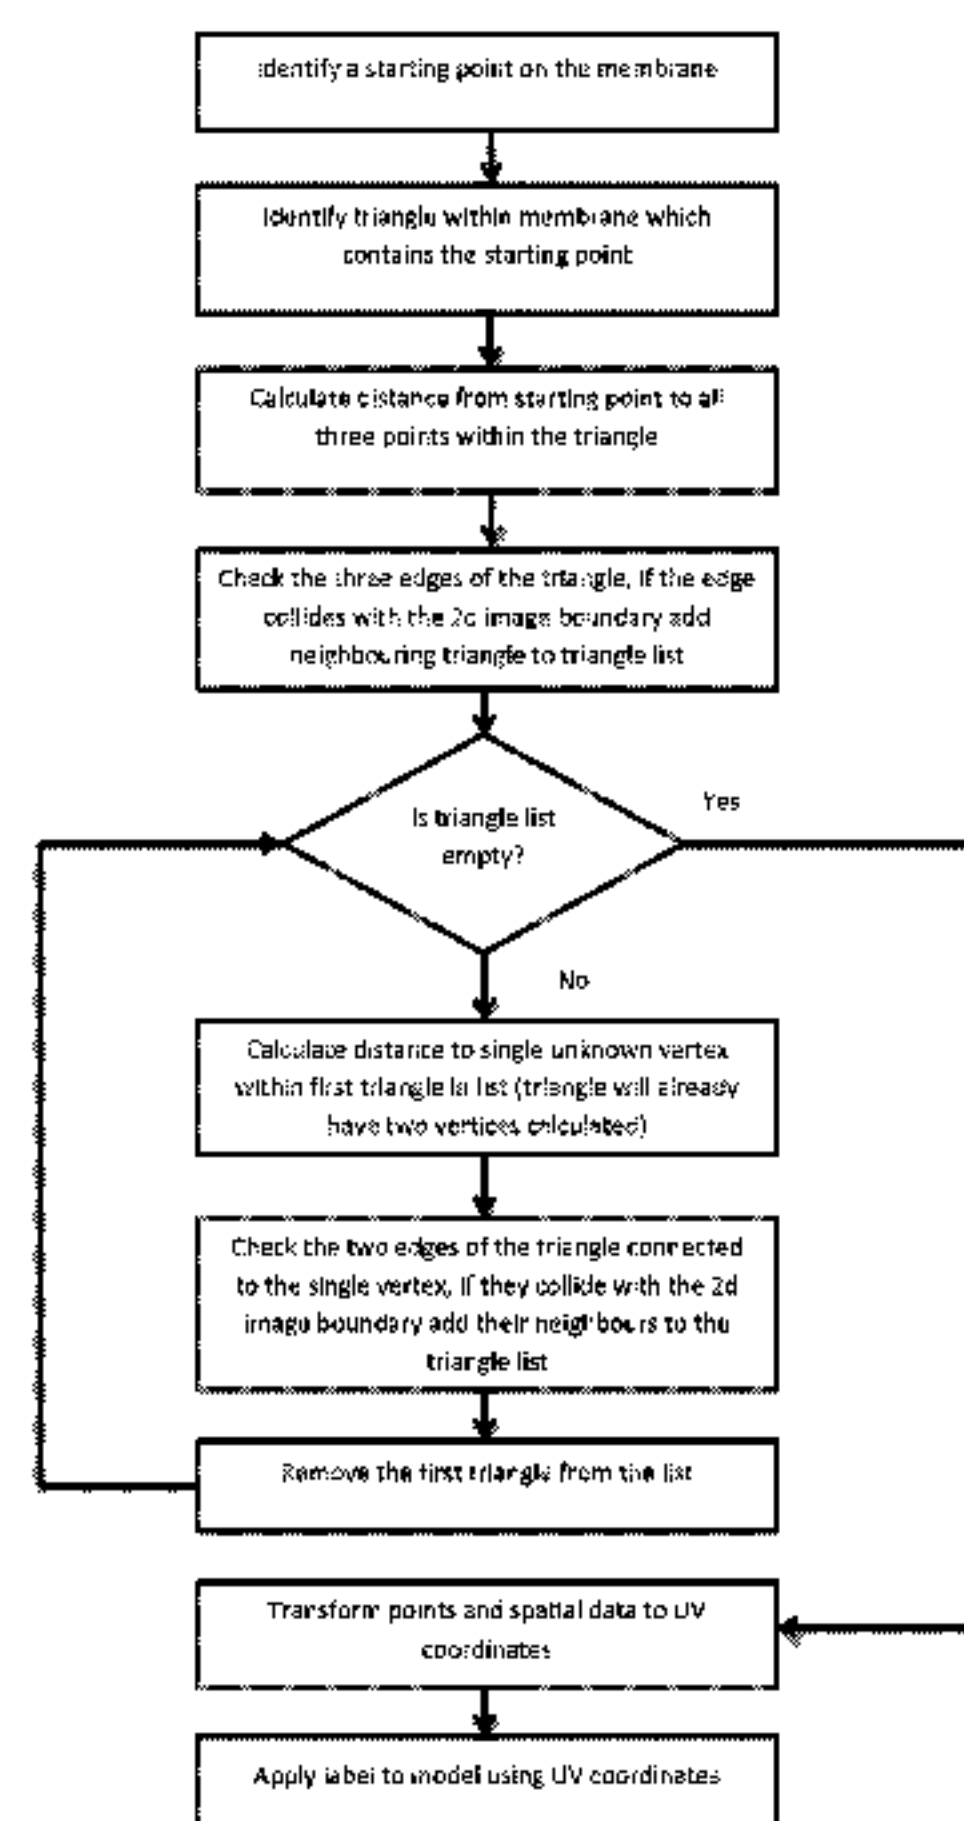 Identify a starting point on the membrane
Identify triangle within membrane which
contains the starting point
Calculate distance from starting point to all
three points within the triangle
Check the three edges of the triangle, if the edge
collides with the 2d image boundary add
neighbouring triangle to triangle list
Yes
Is triangle list
empty?
No
Calculate distance to single unknown vertex
within first triangle in list (triangle will already
have two vertices calculated)
Check the two edges of the triangle connected
to the single vertex, if they collide with the 2d
image boundary add their neighbours to the
triangle list
Remove the first triangle from the list
Transform points and spatial data to UV
coordinates
Apply label to model using UV coordinates